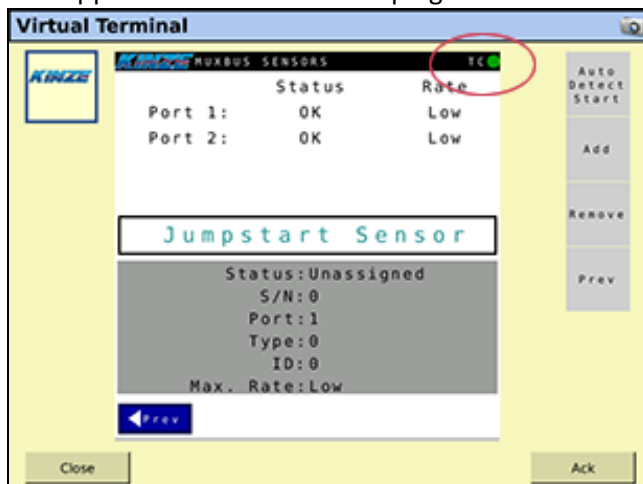 Virtual Terminal
KINZE MUXBUS SENSORS TC
KINZE
Status Rate
Port 1: OK Low
Port 2: OK Low
Jumpstart Sensor
Status:Unassigned
S/N:0
Port:1
Type:0
ID:0
Max. Rate:Low
Prev
Auto
Detect
Start
Add
Remove
Prev
Close
Ack